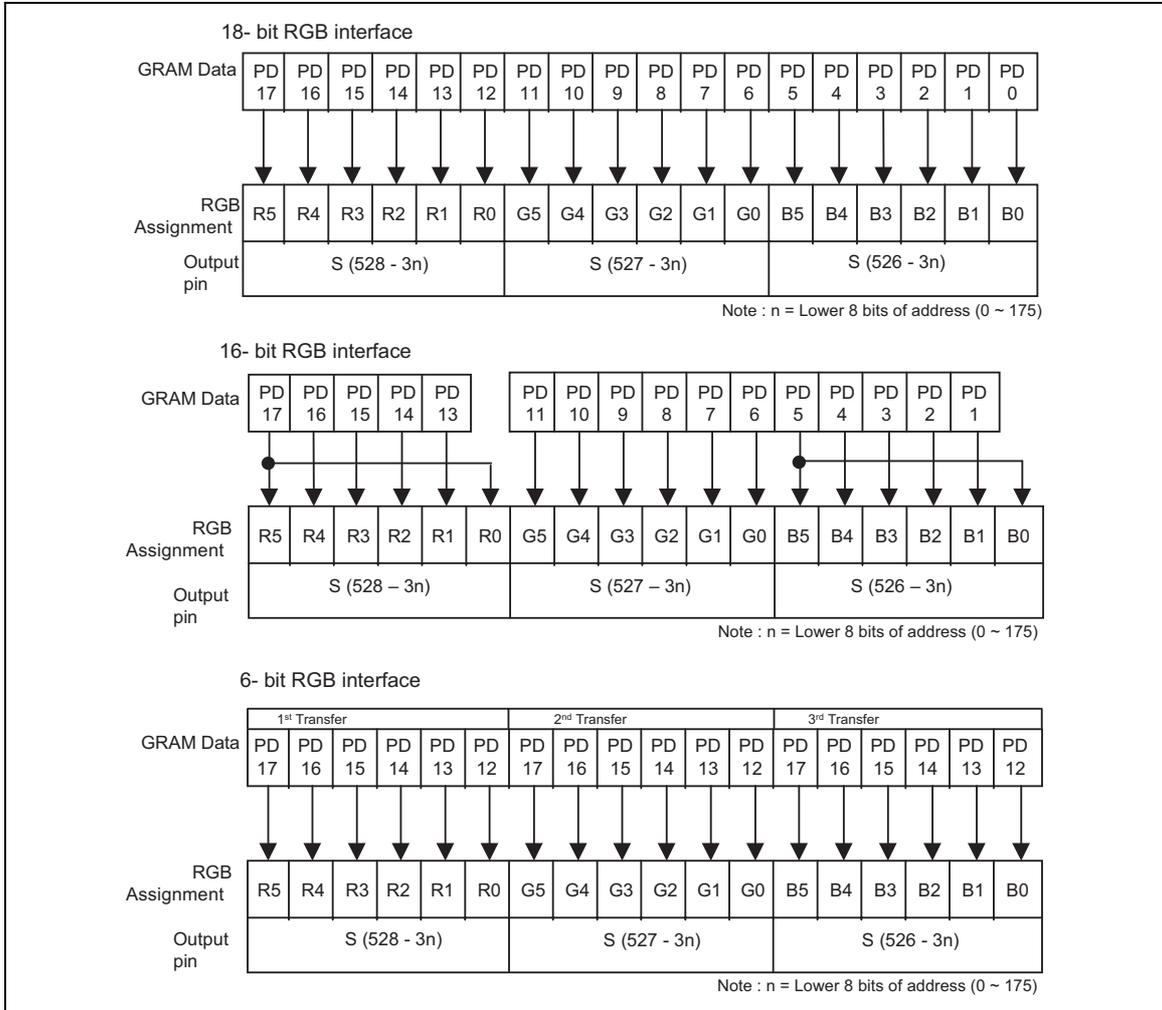 18- bit RGB interface
GRAM Data PD 17 PD 16 PD 15 PD 14 PD 13 PD 12 PD 11 PD 10 PD 9 PD 8 PD 7 PD 6 PD 5 PD 4 PD 3 PD 2 PD 1 PD 0
RGB Assignment R5 R4 R3 R2 R1 R0 G5 G4 G3 G2 G1 G0 B5 B4 B3 B2 B1 B0
Output pin S (528 - 3n) S (527 - 3n) S (526 - 3n)
Note : n = Lower 8 bits of address (0 ~ 175)
16- bit RGB interface
GRAM Data PD 17 PD 16 PD 15 PD 14 PD 13 PD 11 PD 10 PD 9 PD 8 PD 7 PD 6 PD 5 PD 4 PD 3 PD 2 PD 1
RGB Assignment R5 R4 R3 R2 R1 R0 G5 G4 G3 G2 G1 G0 B5 B4 B3 B2 B1 B0
Output pin S (528 – 3n) S (527 – 3n) S (526 – 3n)
Note : n = Lower 8 bits of address (0 ~ 175)
6- bit RGB interface
1st Transfer 2nd Transfer 3rd Transfer
GRAM Data PD 17 PD 16 PD 15 PD 14 PD 13 PD 12 PD 17 PD 16 PD 15 PD 14 PD 13 PD 12 PD 17 PD 16 PD 15 PD 14 PD 13 PD 12
RGB Assignment R5 R4 R3 R2 R1 R0 G5 G4 G3 G2 G1 G0 B5 B4 B3 B2 B1 B0
Output pin S (528 - 3n) S (527 - 3n) S (526 - 3n)
Note : n = Lower 8 bits of address (0 ~ 175)